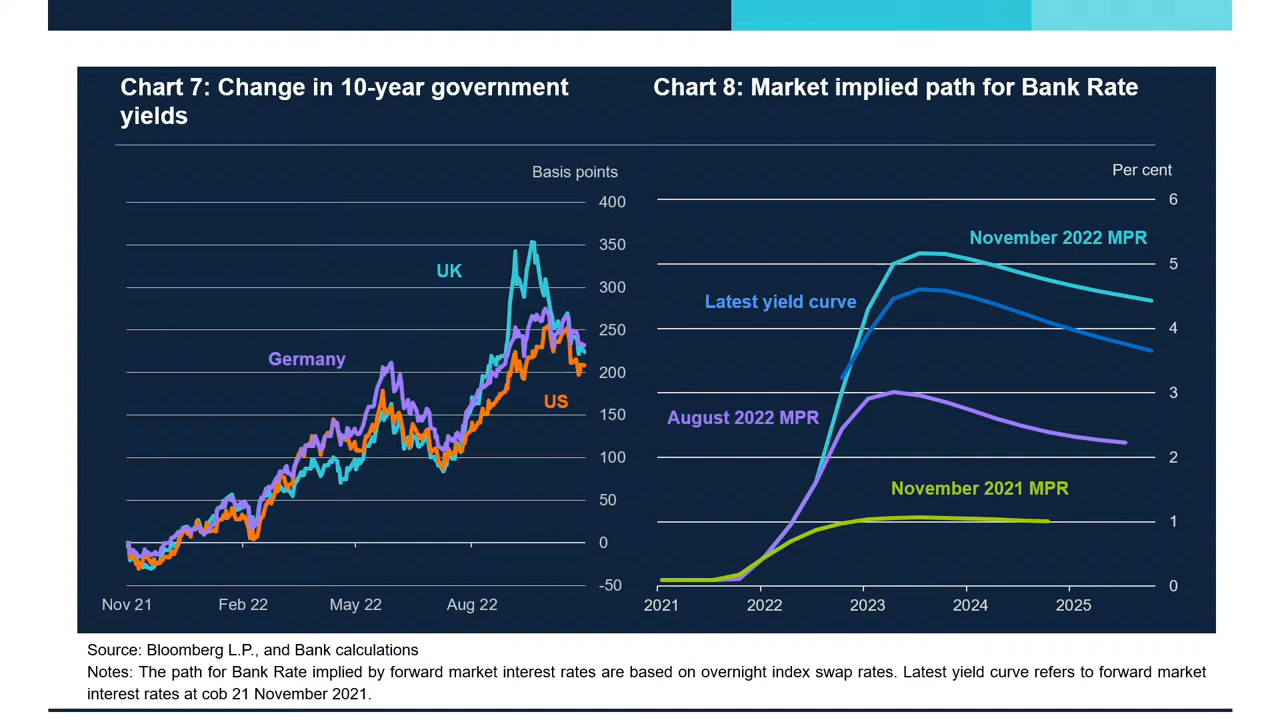 Chart 7: Change in 10-year government
yields
Basis points
400
350
300
250
200
150
100
50
0
-50
UK
Germany
US
Nov 21
Feb 22
May 22
Aug 22
Chart 8: Market implied path for Bank Rate
Per cent
6
5
4
3
2
1
0
November 2022 MPR
Latest yield curve
August 2022 MPR
November 2021 MPR
2021
2022
2023
2024
2025
Source: Bloomberg L.P., and Bank calculations
Notes: The path for Bank Rate implied by forward market interest rates are based on overnight index swap rates. Latest yield curve refers to forward market
interest rates at cob 21 November 2021.